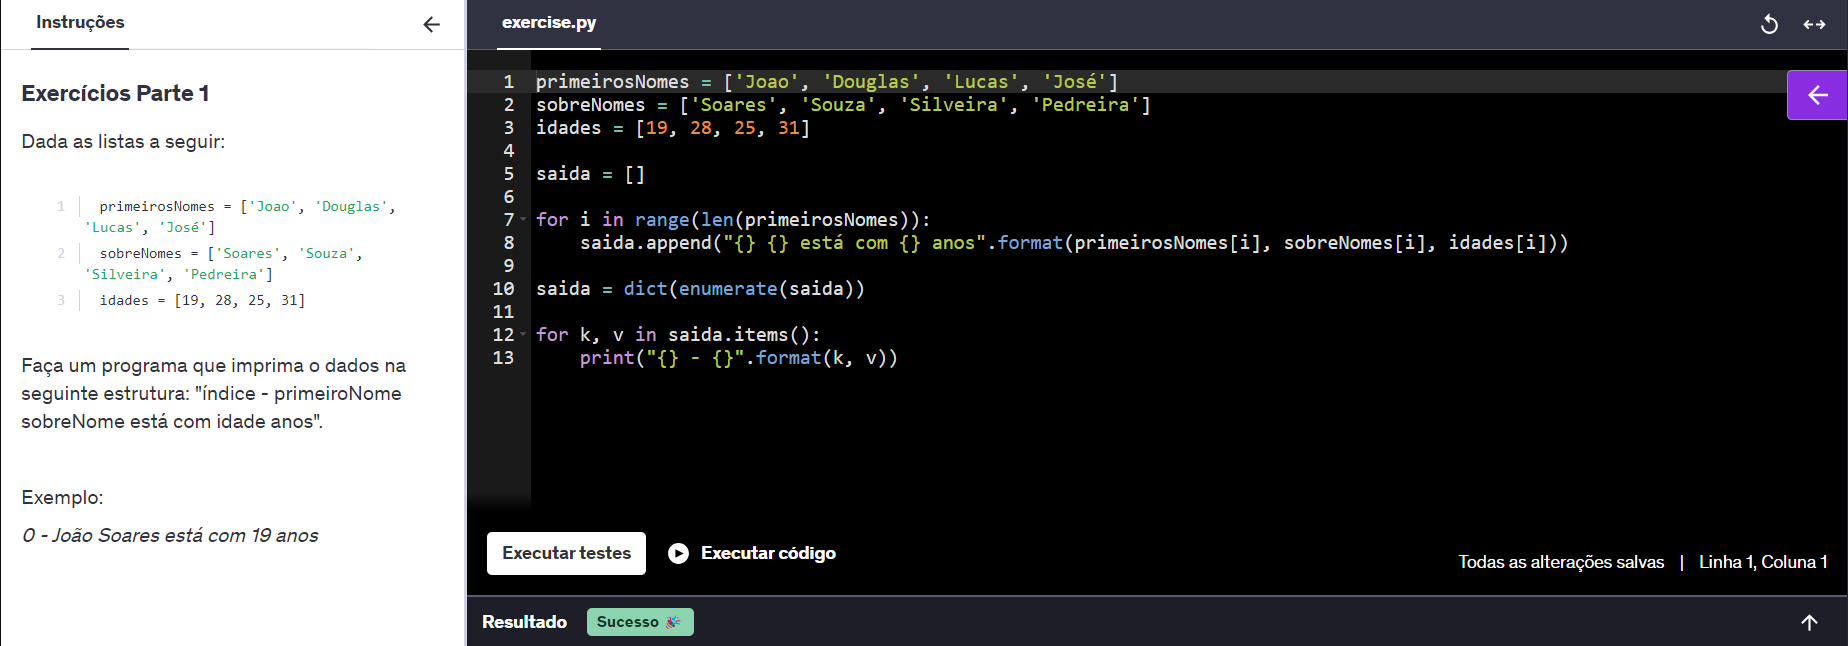 Instruções
Exercícios Parte 1
Dada as listas a seguir:
1 primeirosNomes = ['Joao', 'Douglas',
'Lucas', 'José']
2 sobreNomes = ['Soares', 'Souza',
'Silveira', 'Pedreira']
3 idades = [19, 28, 25, 31]
Faça um programa que imprima o dados na
seguinte estrutura: "índice - primeiroNome
sobreNome está com idade anos".
Exemplo:
0 - João Soares está com 19 anos
exercise.py
1 primeirosNomes = ['Joao', 'Douglas', 'Lucas', 'José']
2 sobreNomes = ['Soares', 'Souza', 'Silveira', 'Pedreira']
3 idades = [19, 28, 25, 31]
4
5 saida = []
6
7 for i in range(len(primeirosNomes)):
8 saida.append("{} {} está com {} anos".format(primeirosNomes[i], sobreNomes[i], idades[i]))
9
10 saida = dict(enumerate(saida))
11
12 for k, v in saida.items():
13 print("{} - {}".format(k, v))
Executar testes Executar código
Todas as alterações salvas | Linha 1, Coluna 1
Resultado Sucesso 🎉